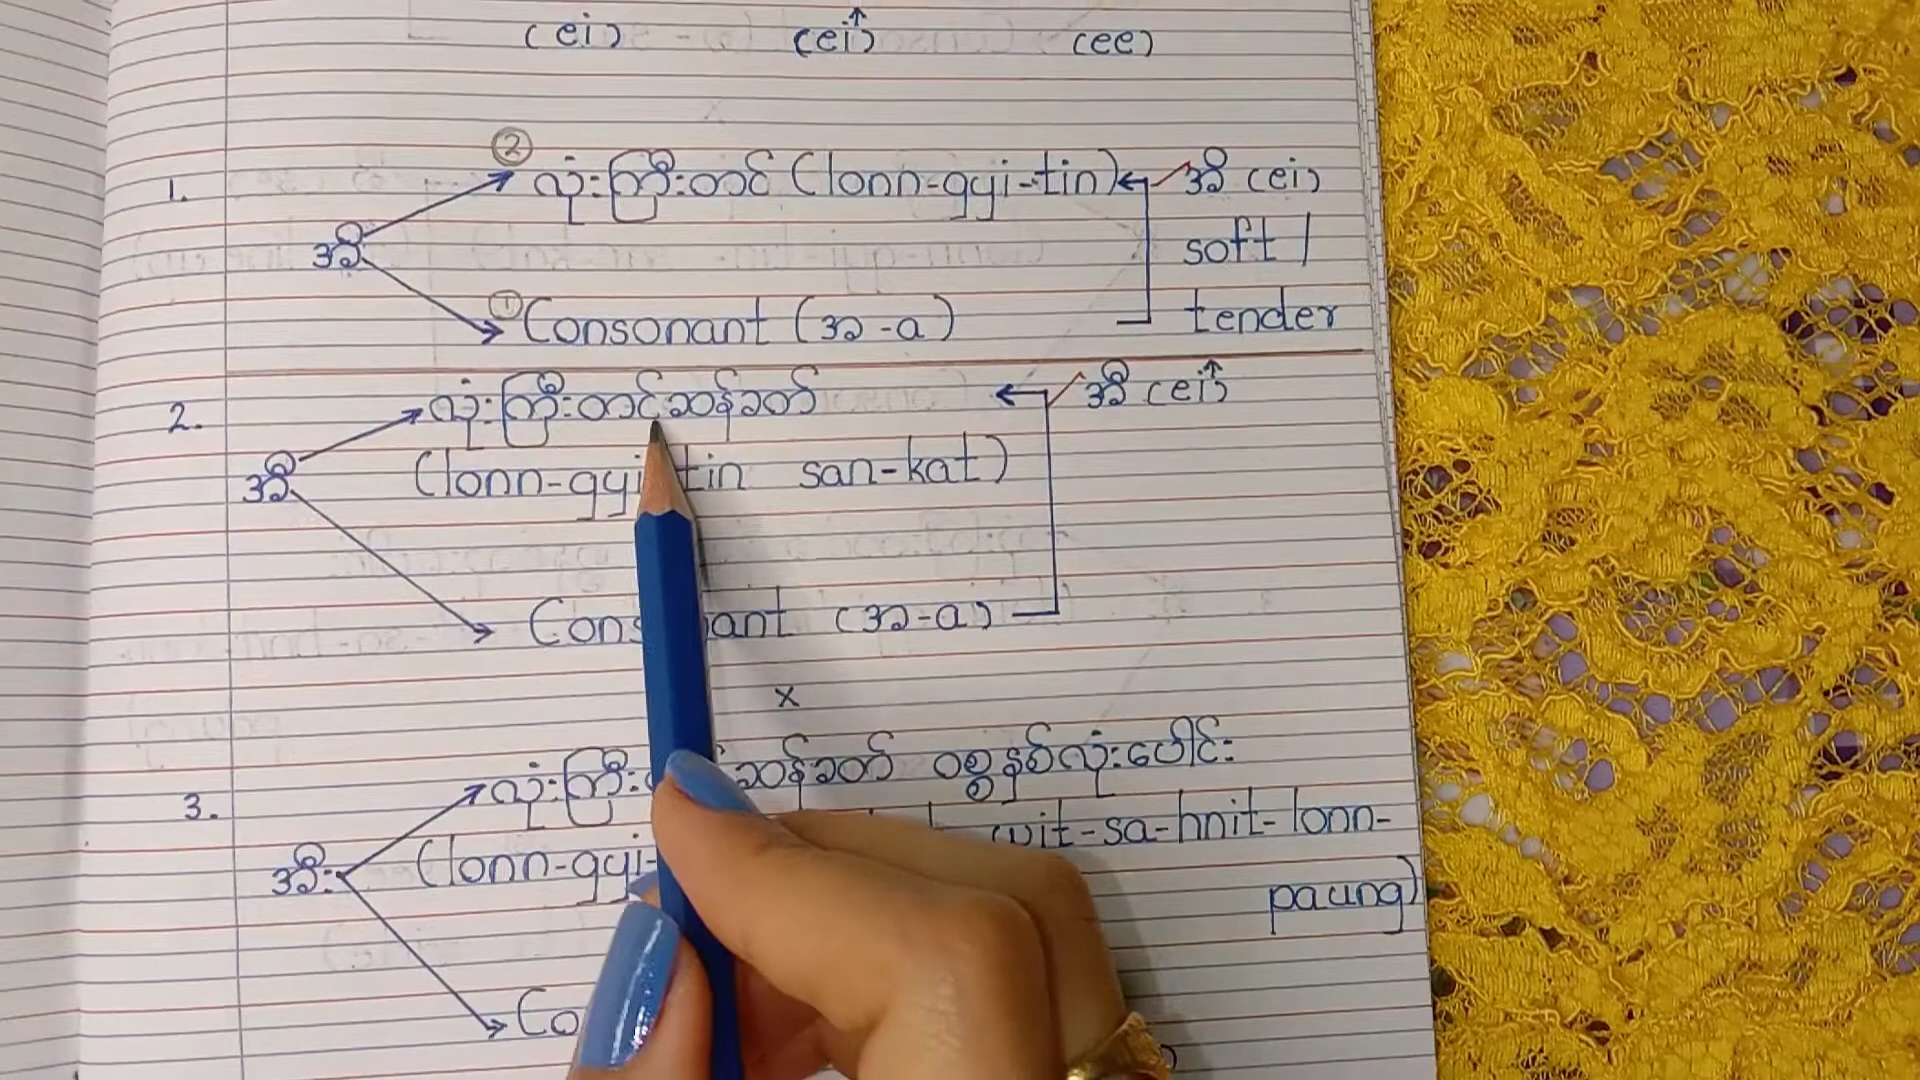 (ei) (ei↑) (ee)
1. အိ
② လုံးကြီးတင် (lonn-gyi-tin) ← အိ (ei)
soft /
① Consonant (အ-a) tender
2. အီ
လုံးကြီးတင်ဆန်ခတ် ← အီ (ei↑)
(lonn-gyi tin san-kat)
Consonant (အ-a)
x
3. အီး
လုံးကြီး ဆန်ခတ် ဝစ္စနှစ်လုံးပေါင်း
(lonn-gyi- wit-sa-hnit-lonn-
paung)
Co